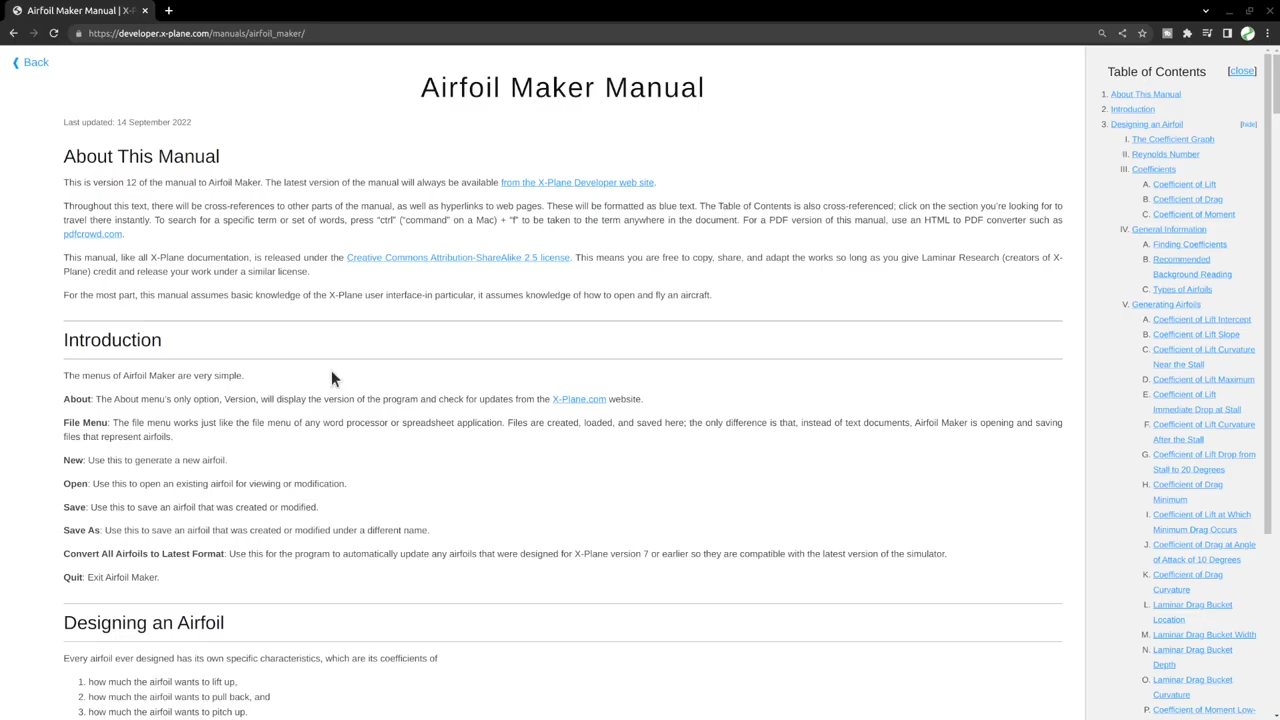 Airfoil Maker Manual | X-P
https://developer.x-plane.com/manuals/airfoil_maker/
Back
Airfoil Maker Manual
Last updated: 14 September 2022
About This Manual
This is version 12 of the manual to Airfoil Maker. The latest version of the manual will always be available from the X-Plane Developer web site.
Throughout this text, there will be cross-references to other parts of the manual, as well as hyperlinks to web pages. These will be formatted as blue text. The Table of Contents is also cross-referenced; click on the section you're looking for to
travel there instantly. To search for a specific term or set of words, press "ctrl" ("command" on a Mac) + "f" to be taken to the term anywhere in the document. For a PDF version of this manual, use an HTML to PDF converter such as
pdfcrowd.com.
This manual, like all X-Plane documentation, is released under the Creative Commons Attribution-ShareAlike 2.5 license. This means you are free to copy, share, and adapt the works so long as you give Laminar Research (creators of X-
Plane) credit and release your work under a similar license.
For the most part, this manual assumes basic knowledge of the X-Plane user interface-in particular, it assumes knowledge of how to open and fly an aircraft.
Introduction
The menus of Airfoil Maker are very simple.
About: The About menu's only option, Version, will display the version of the program and check for updates from the X-Plane.com website.
File Menu: The file menu works just like the file menu of any word processor or spreadsheet application. Files are created, loaded, and saved here; the only difference is that, instead of text documents, Airfoil Maker is opening and saving
files that represent airfoils.
New: Use this to generate a new airfoil.
Open: Use this to open an existing airfoil for viewing or modification.
Save: Use this to save an airfoil that was created or modified.
Save As: Use this to save an airfoil that was created or modified under a different name.
Convert All Airfoils to Latest Format: Use this for the program to automatically update any airfoils that were designed for X-Plane version 7 or earlier so they are compatible with the latest version of the simulator.
Quit: Exit Airfoil Maker.
Designing an Airfoil
Every airfoil ever designed has its own specific characteristics, which are its coefficients of
1. how much the airfoil wants to lift up,
2. how much the airfoil wants to pull back, and
3. how much the airfoil wants to pitch up.
Table of Contents [close]
1. About This Manual
2. Introduction
3. Designing an Airfoil [hide]
I. The Coefficient Graph
II. Reynolds Number
III. Coefficients
A. Coefficient of Lift
B. Coefficient of Drag
C. Coefficient of Moment
IV. General Information
A. Finding Coefficients
B. Recommended
Background Reading
C. Types of Airfoils
V. Generating Airfoils
A. Coefficient of Lift Intercept
B. Coefficient of Lift Slope
C. Coefficient of Lift Curvature
Near the Stall
D. Coefficient of Lift Maximum
E. Coefficient of Lift
Immediate Drop at Stall
F. Coefficient of Lift Curvature
After the Stall
G. Coefficient of Lift Drop from
Stall to 20 Degrees
H. Coefficient of Drag
Minimum
I. Coefficient of Lift at Which
Minimum Drag Occurs
J. Coefficient of Drag at Angle
of Attack of 10 Degrees
K. Coefficient of Drag
Curvature
L. Laminar Drag Bucket
Location
M. Laminar Drag Bucket Width
N. Laminar Drag Bucket
Depth
O. Laminar Drag Bucket
Curvature
P. Coefficient of Moment Low-